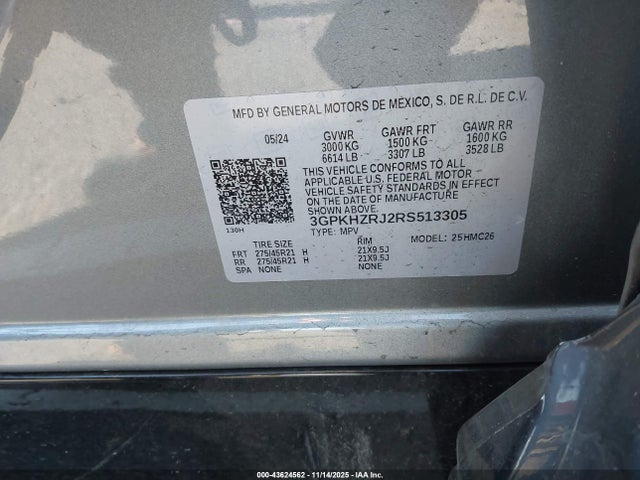 MFD BY GENERAL MOTORS DE MEXICO, S. DE R.L. DE C.V.
05/24 GVWR GAWR FRT GAWR RR
3000 KG 1500 KG 1600 KG
6614 LB 3307 LB 3528 LB
THIS VEHICLE CONFORMS TO ALL
APPLICABLE U.S. FEDERAL MOTOR
VEHICLE SAFETY STANDARDS IN EFFECT
ON THE DATE OF MANUFACTURE
SHOWN ABOVE.
3GPKHZRJ2RS513305
130H TYPE: MPV MODEL: 25HMC26
TIRE SIZE RIM
FRT 275/45R21 H 21X9.5J
RR 275/45R21 H 21X9.5J
SPA NONE NONE
000-43624562 | 11/14/2025 - IAA Inc.